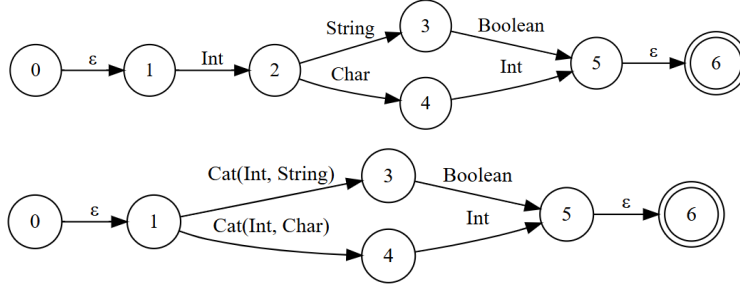 String
3
Boolean
0
ε
1
Int
2
5
ε
6
Char
Int
4
Cat(Int, String)
3
Boolean
0
ε
1
5
ε
6
Cat(Int, Char)
Int
4